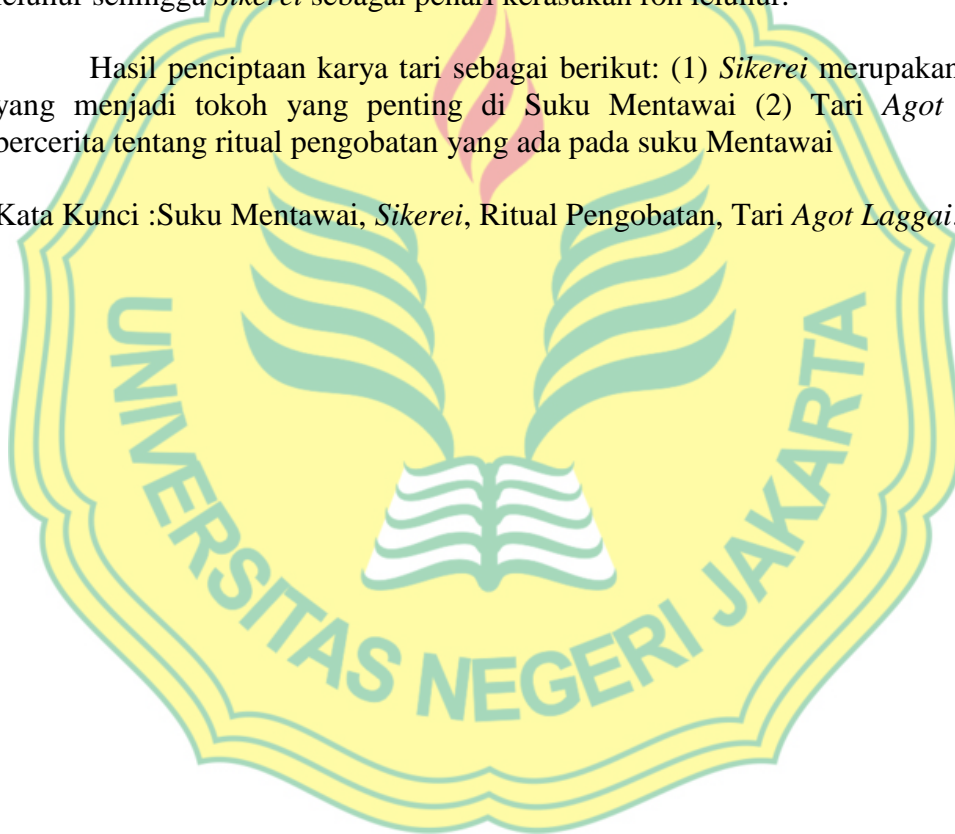 leluhur sehingga Sikerei sebagai penari kerasukan roh leluhur.
Hasil penciptaan karya tari sebagai berikut: (1) Sikerei merupakan
yang menjadi tokoh yang penting di Suku Mentawai (2) Tari Agot
bercerita tentang ritual pengobatan yang ada pada suku Mentawai
Kata Kunci :Suku Mentawai, Sikerei, Ritual Pengobatan, Tari Agot Laggai.
UNIVERSITAS NEGERI JAKARTA